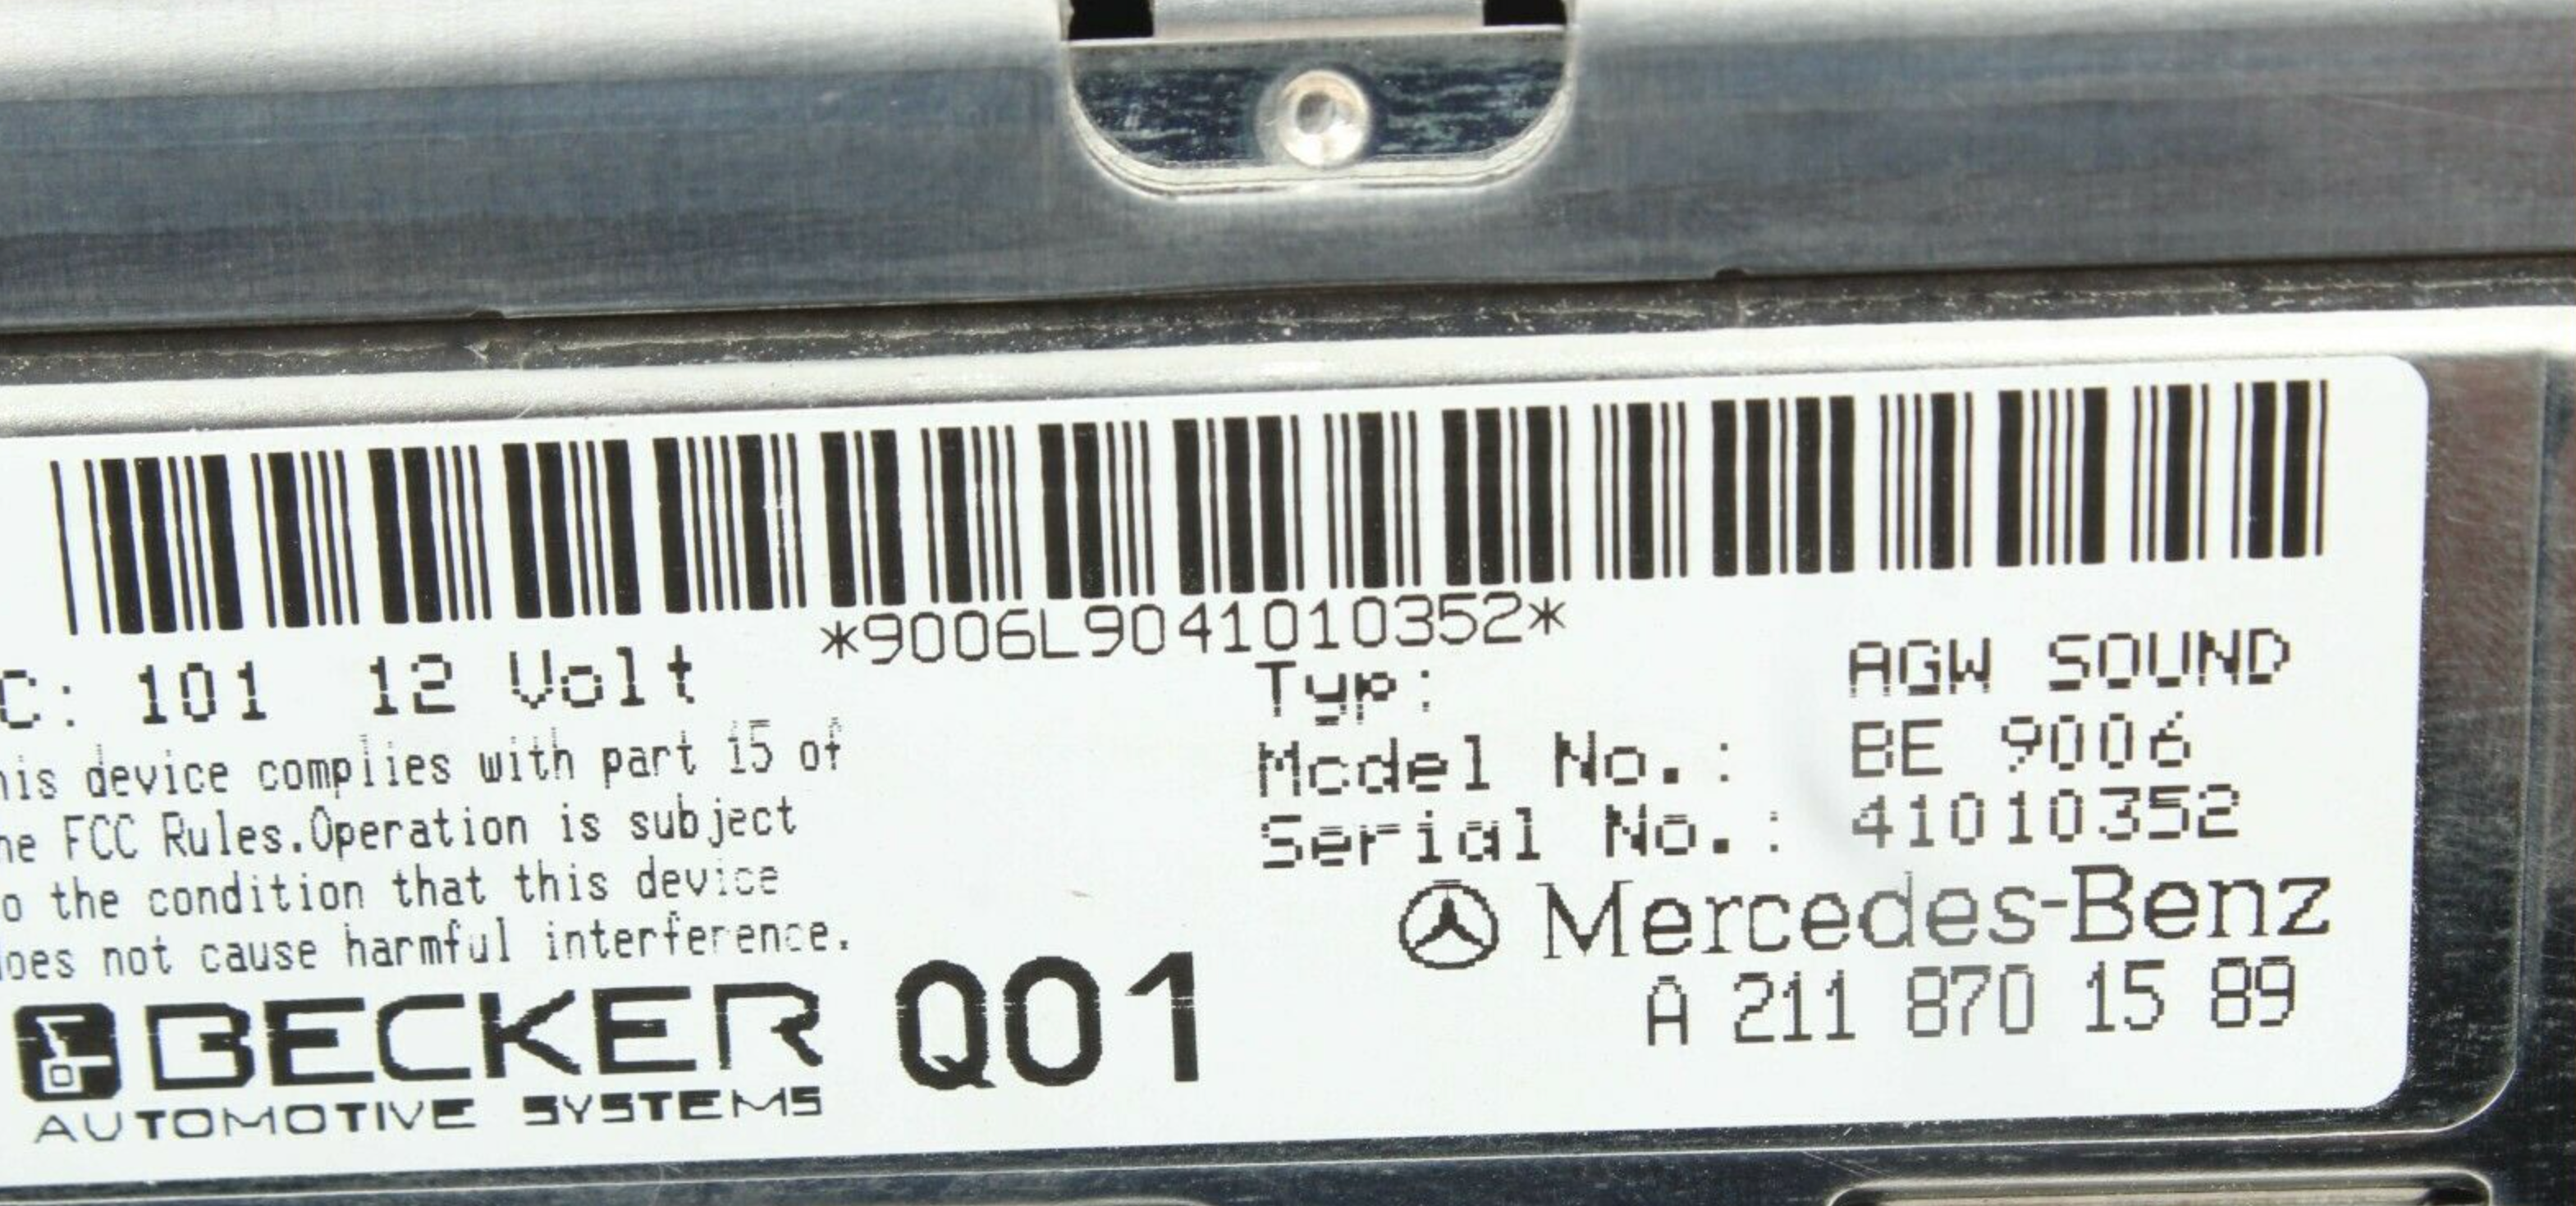 *9006L9041010352*
C: 101 12 Volt
his device complies with part 15 of
he FCC Rules.Operation is subject
o the condition that this device
oes not cause harmful interference.
BECKER
AUTOMOTIVE SYSTEMS
Q01
Typ: AGW SOUND
Model No.: BE 9006
Serial No.: 41010352
Mercedes-Benz
A 211 870 15 89